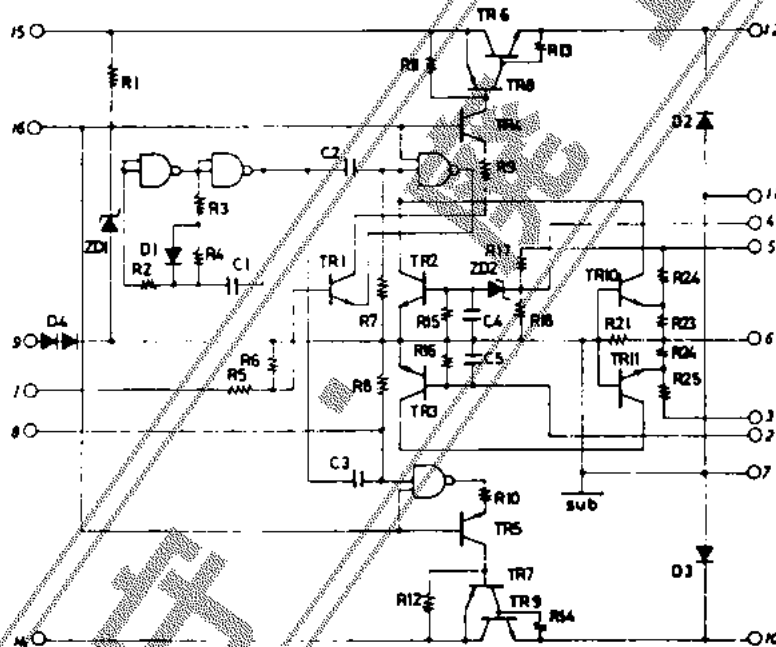 TR6
15
12
R11
R13
R1
TR8
16
TR4
D2
C2
R9
R3
11
ZD1
D1
R4
TR1
TR2
ZD2
R17
4
5
R2
C1
TR10
R24
R7
R15
C4
R18
R23
D4
R21
9
6
R6
R16
C5
R24
R5
TR11
R25
1
R8
TR3
3
8
2
C3
7
R10
sub
TR5
D3
TR7
R12
TR9
R14
14
10